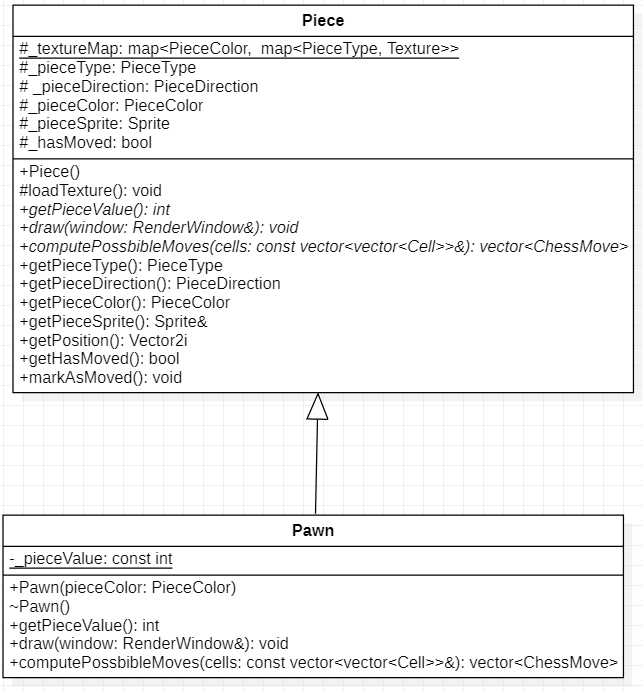 Piece
#_textureMap: map<PieceColor,  map<PieceType, Texture>>
#_pieceType: PieceType
# _pieceDirection: PieceDirection
#_pieceColor: PieceColor
#_pieceSprite: Sprite
#_hasMoved: bool
+Piece()
#loadTexture(): void
+getPieceValue(): int
+draw(window: RenderWindow&): void
+computePossbibleMoves(cells: const vector<vector<Cell>>&): vector<ChessMove>
+getPieceType(): PieceType
+getPieceDirection(): PieceDirection
+getPieceColor(): PieceColor
+getPieceSprite(): Sprite&
+getPosition(): Vector2i
+getHasMoved(): bool
+markAsMoved(): void
Pawn
-_pieceValue: const int
+Pawn(pieceColor: PieceColor)
~Pawn()
+getPieceValue(): int
+draw(window: RenderWindow&): void
+computePossbibleMoves(cells: const vector<vector<Cell>>&): vector<ChessMove>